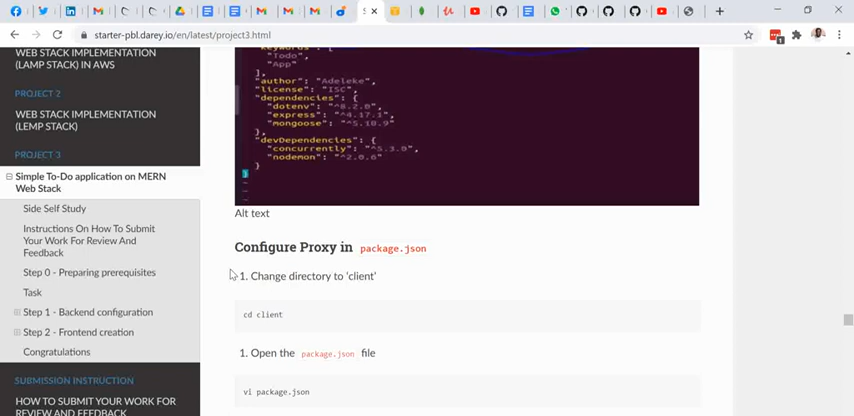 starter-pbl.darey.io/en/latest/project3.html
WEB STACK IMPLEMENTATION
(LAMP STACK) IN AWS
PROJECT 2
WEB STACK IMPLEMENTATION
(LEMP STACK)
PROJECT 3
Simple To-Do application on MERN
Web Stack
Side Self Study
Instructions On How To Submit
Your Work For Review And
Feedback
Step 0 - Preparing prerequisites
Task
Step 1 - Backend configuration
Step 2 - Frontend creation
Congratulations
SUBMISSION INSTRUCTION
HOW TO SUBMIT YOUR WORK FOR
REVIEW AND FEEDBACK
"keywords": [
"Todo",
"App"
],
"author": "Adeleke",
"license": "ISC",
"dependencies": {
"dotenv": "^8.2.0",
"express": "^4.17.1",
"mongoose": "^5.10.9"
},
"devDependencies": {
"concurrently": "^5.3.0",
"nodemon": "^2.0.6"
}
}
Alt text
Configure Proxy in package.json
1. Change directory to ‘client’
cd client
1. Open the package.json file
vi package.json